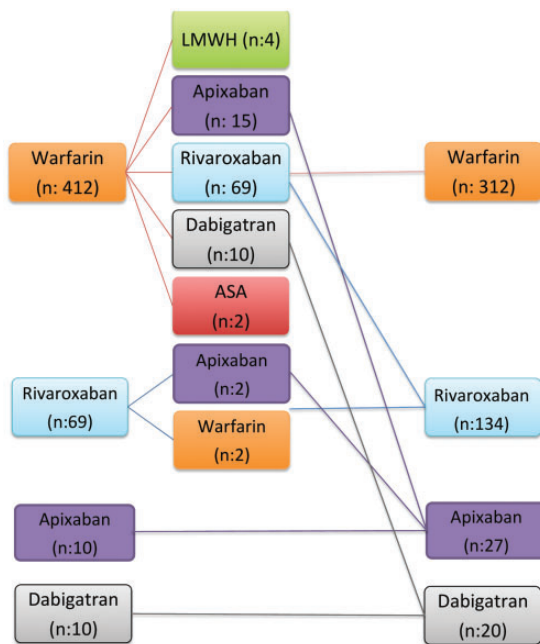 LMWH (n:4)
Apixaban
(n: 15)
Warfarin
(n: 412)
Rivaroxaban
(n: 69)
Warfarin
(n: 312)
Dabigatran
(n:10)
ASA
(n:2)
Apixaban
(n:2)
Rivaroxaban
(n:69)
Warfarin
(n:2)
Rivaroxaban
(n:134)
Apixaban
(n:10)
Apixaban
(n:27)
Dabigatran
(n:10)
Dabigatran
(n:20)